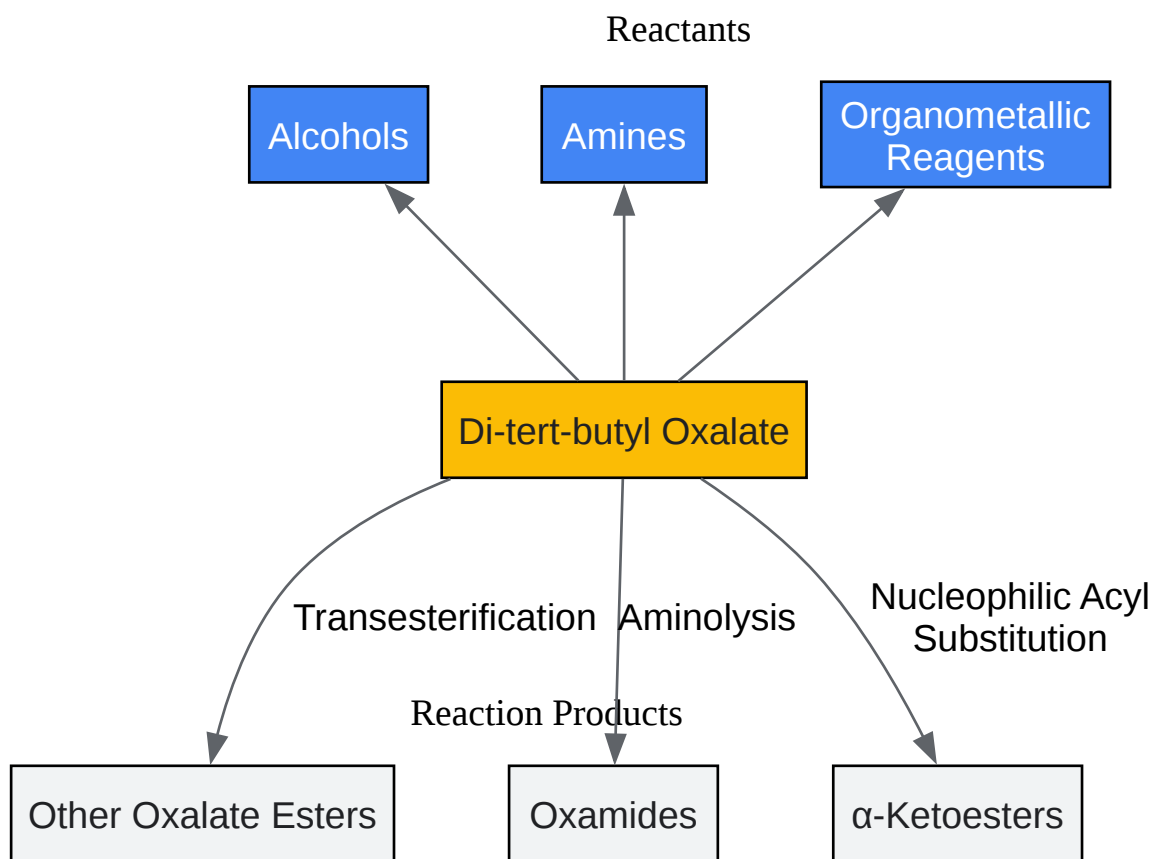 Reactants
Alcohols
Amines
Organometallic
Reagents
Di-tert-butyl Oxalate
Transesterification
Aminolysis
Nucleophilic Acyl
Substitution
Reaction Products
Other Oxalate Esters
Oxamides
α-Ketoesters